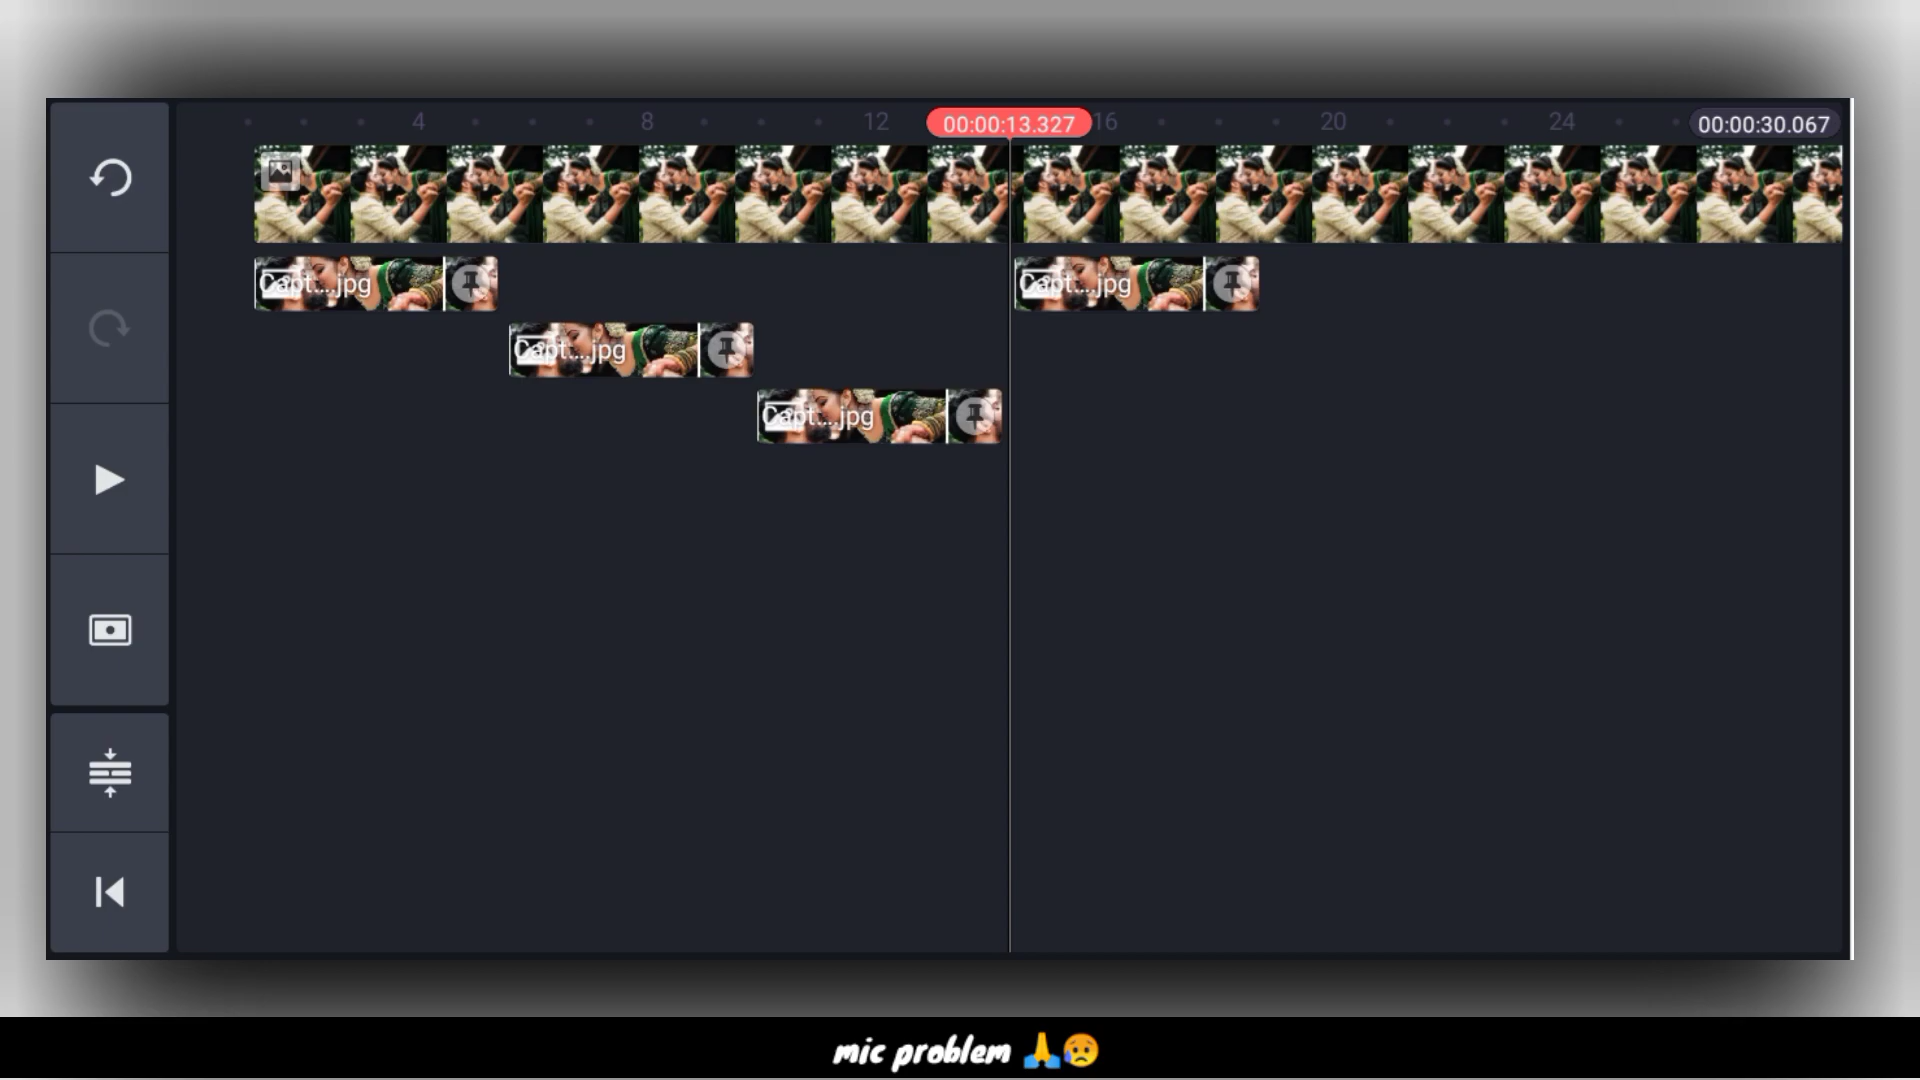 4 8 12 00:00:13.327 16 20 24 00:00:30.067
Capt....jpg Capt....jpg
Capt....jpg
Capt....jpg
mic problem 🙏😥